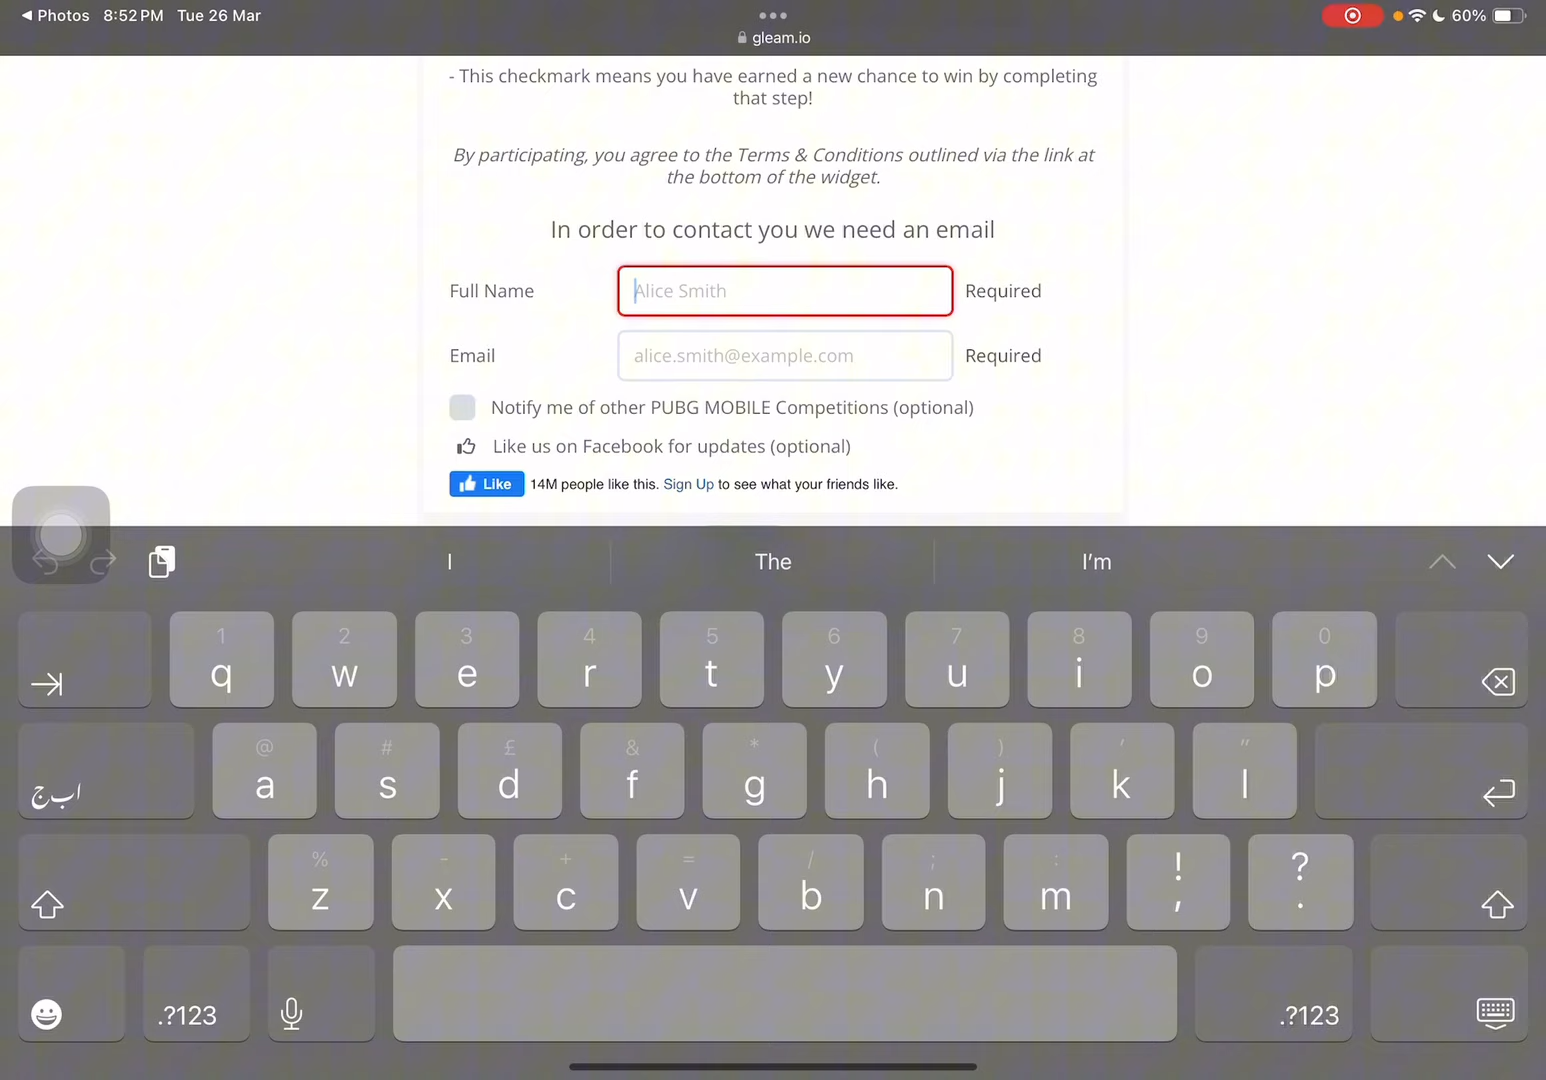 Photos 8:52 PM Tue 26 Mar
60%
gleam.io
- This checkmark means you have earned a new chance to win by completing
that step!
By participating, you agree to the Terms & Conditions outlined via the link at
the bottom of the widget.
In order to contact you we need an email
Full Name Alice Smith Required
Email alice.smith@example.com Required
Notify me of other PUBG MOBILE Competitions (optional)
Like us on Facebook for updates (optional)
Like 14M people like this. Sign Up to see what your friends like.
I The I'm
1 2 3 4 5 6 7 8 9 0
q w e r t y u i o p
@ # £ & * ( ) ' "
ابج a s d f g h j k l
% - + = / ; : ! ?
z x c v b n m , .
.?123 .?123